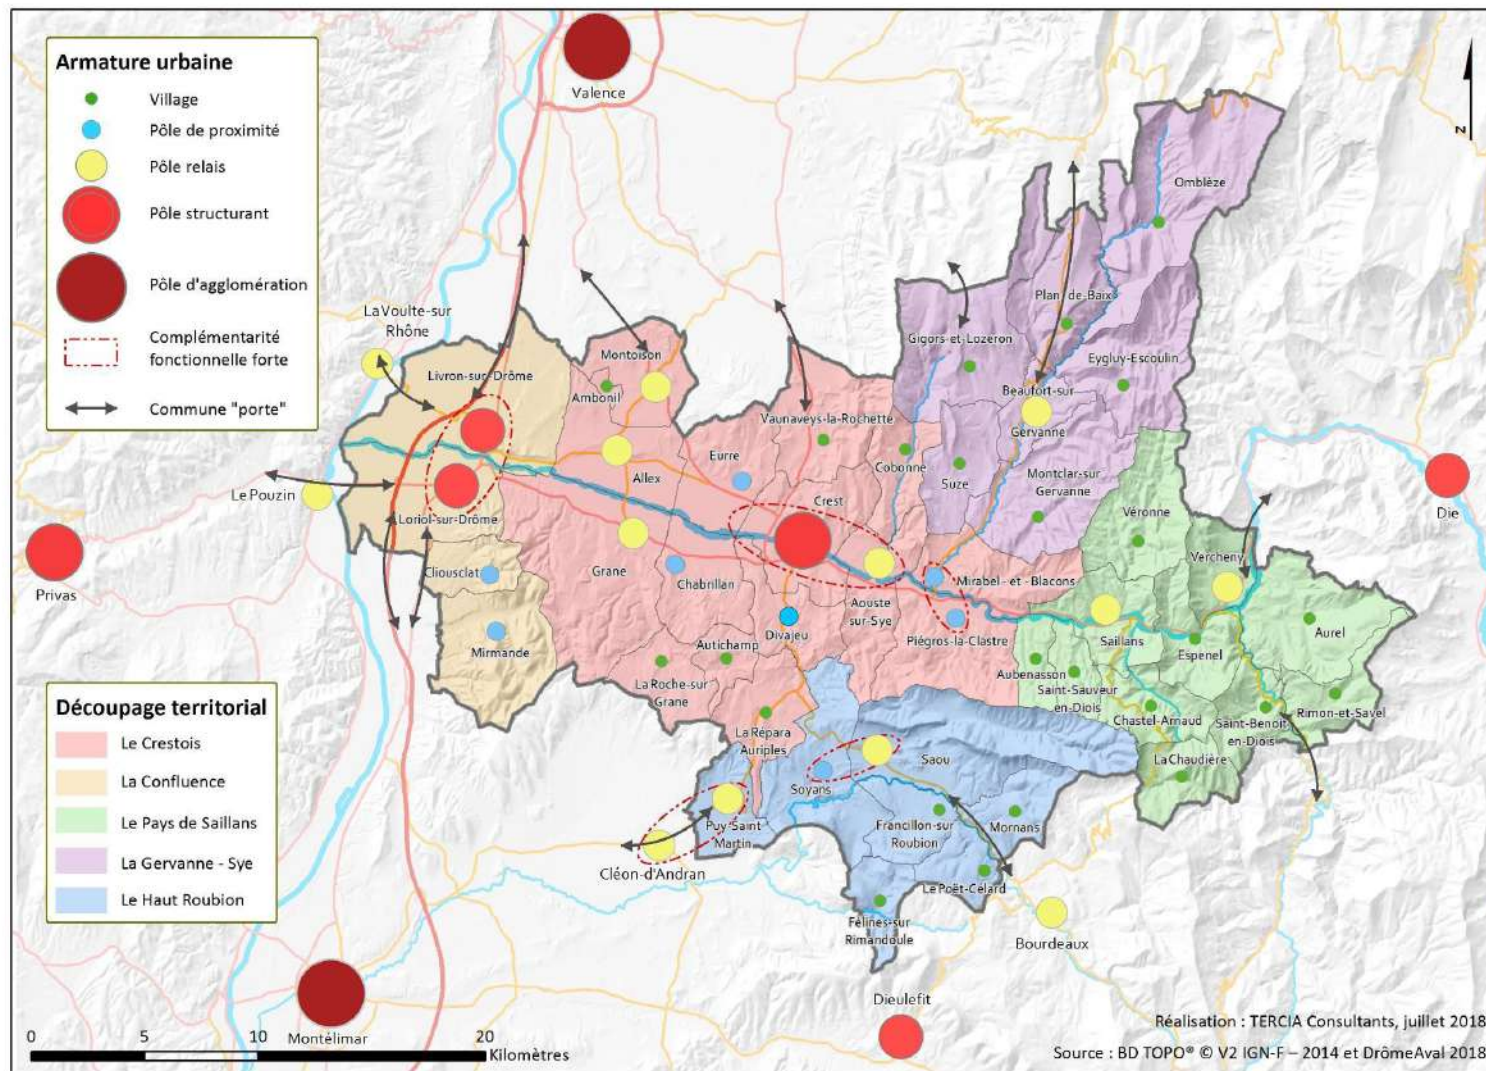 Armature urbaine
Village
Pôle de proximité
Pôle relais
Pôle structurant
Pôle d'agglomération
Complémentarité
fonctionnelle forte
Commune "porte"
Découpage territorial
Le Crestois
La Confluence
Le Pays de Saillans
La Gervanne - Sye
Le Haut Roubion
Valence
N
La Voulte-sur
Rhône
Livron-sur-Drôme
Montoison
Ambonil
Allex
Eurre
Vaunaveys-la-Rochette
Cobonne
Crest
Gigors-et-Lozeron
Plan-de-Baix
Omblèze
Eygluy-Escoulin
Beaufort-sur
Gervanne
Suze
Montclar-sur
Gervanne
Le Pouzin
Privas
Loriol-sur-Drôme
Cliousclat
Mirmande
Grane
Chabrillan
Divajeu
Autichamp
La Roche-sur
Grane
La Répara
Auriples
Aouste
sur-Sye
Mirabel - et - Blacons
Piégros-la-Clastre
Véronne
Vercheny
Die
Saillans
Espenel
Aurel
Aubenasson
Saint-Sauveur
en-Diois
Chastel-Arnaud
Saint-Benoit
en-Diois
Rimon-et-Savel
La Chaudière
Saou
Soyans
Puy-Saint
Martin
Cléon-d'Andran
Francillon-sur
Roubion
Mornans
Le Poët-Célard
Félines-sur
Rimandoule
Bourdeaux
Dieulefit
Montélimar
0 5 10 20
Kilomètres
Réalisation : TERCIA Consultants, juillet 2018
Source : BD TOPO® © V2 IGN-F – 2014 et DrômeAval 2018